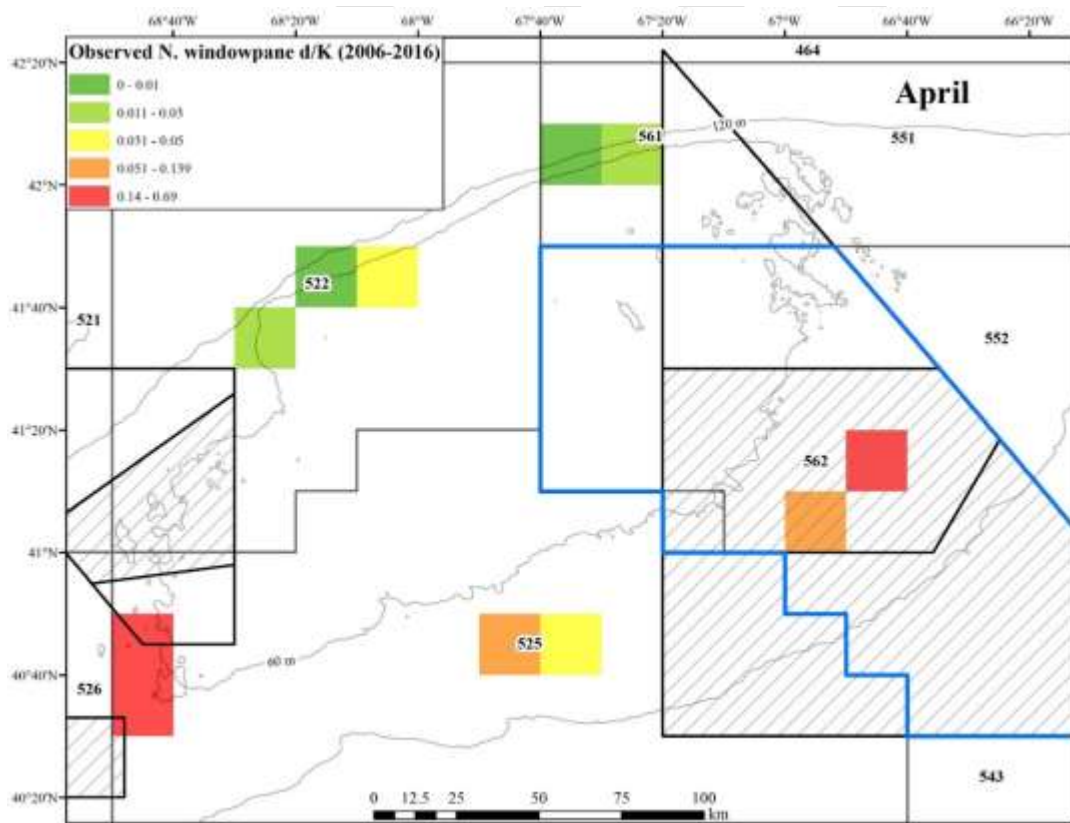 68°40'W 68°20'W 67°40'W 67°20'W 67°W 66°40'W 66°20'W
Observed N. windowpane d/K (2006-2016)
0 - 0.01
0.011 - 0.03
0.031 - 0.05
0.051 - 0.139
0.14 - 0.69
April
464
551
120 m
561
42°20'N
42°N
41°40'N
41°20'N
41°N
40°40'N
40°20'N
522
521
552
562
525
60 m
526
543
0 12.5 25 50 75 100
km